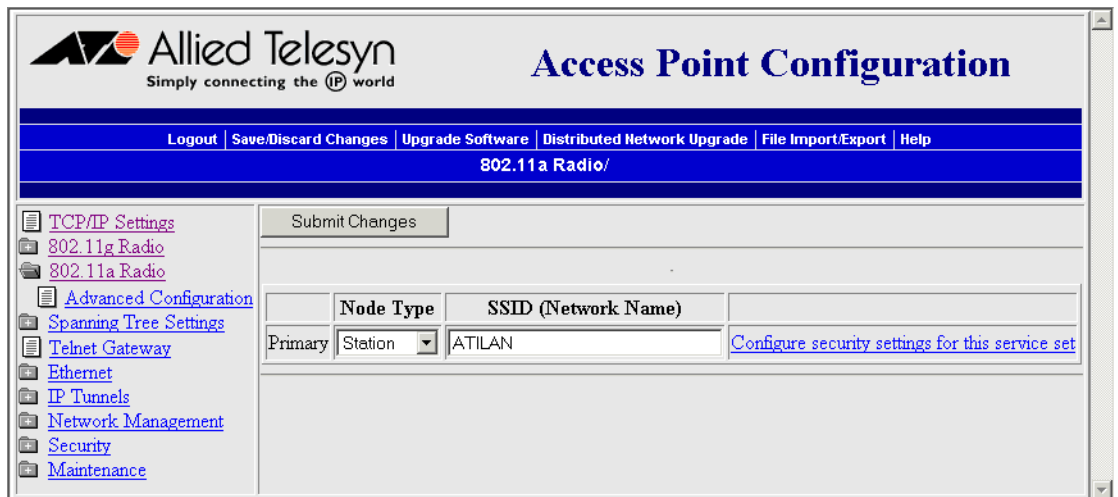 Allied Telesyn
Simply connecting the IP world
Access Point Configuration
Logout | Save/Discard Changes | Upgrade Software | Distributed Network Upgrade | File Import/Export | Help
802.11a Radio/
TCP/IP Settings
802.11g Radio
802.11a Radio
Advanced Configuration
Spanning Tree Settings
Telnet Gateway
Ethernet
IP Tunnels
Network Management
Security
Maintenance
Submit Changes
Node Type SSID (Network Name)
Primary Station ATILAN Configure security settings for this service set